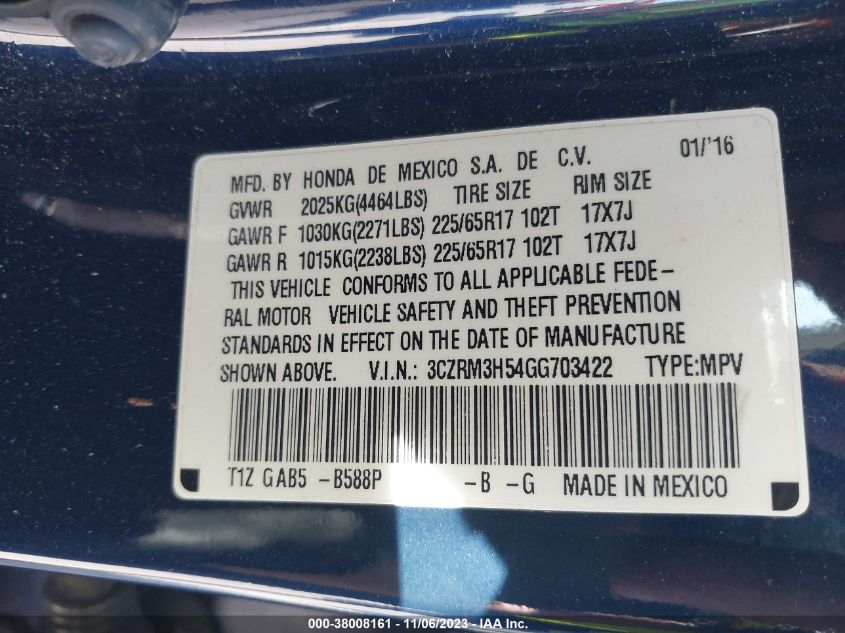 MFD. BY HONDA DE MEXICO S.A. DE C.V. 01/'16
GVWR 2025KG(4464LBS) TIRE SIZE RIM SIZE
GAWR F 1030KG(2271LBS) 225/65R17 102T 17X7J
GAWR R 1015KG(2238LBS) 225/65R17 102T 17X7J
THIS VEHICLE CONFORMS TO ALL APPLICABLE FEDE-
RAL MOTOR VEHICLE SAFETY AND THEFT PREVENTION
STANDARDS IN EFFECT ON THE DATE OF MANUFACTURE
SHOWN ABOVE. V.I.N.: 3CZRM3H54GG703422 TYPE:MPV
T1Z GAB5 -B588P -B -G MADE IN MEXICO
000-38008161 - 11/06/2023 - IAA Inc.